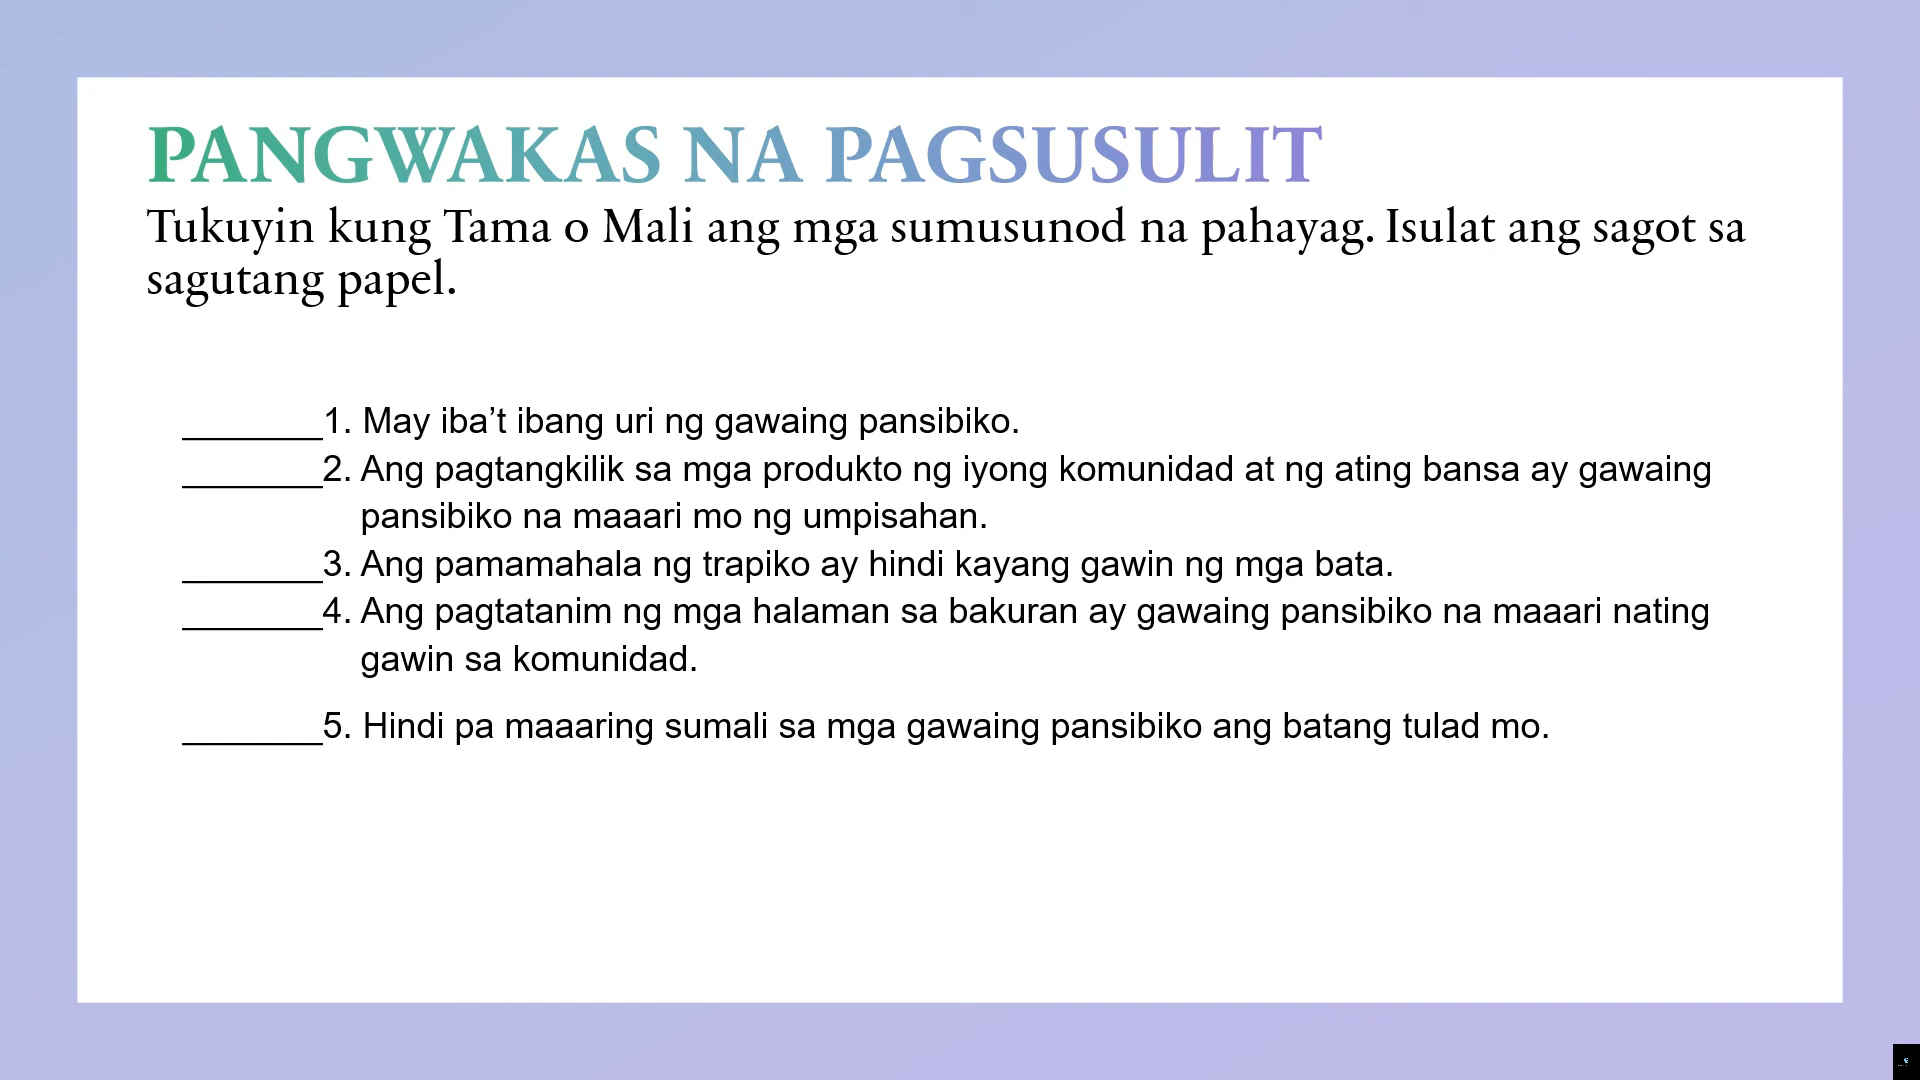 PANGWAKAS NA PAGSUSULIT
Tukuyin kung Tama o Mali ang mga sumusunod na pahayag. Isulat ang sagot sa
sagutang papel.
_______1. May iba’t ibang uri ng gawaing pansibiko.
_______2. Ang pagtangkilik sa mga produkto ng iyong komunidad at ng ating bansa ay gawaing
pansibiko na maaari mo ng umpisahan.
_______3. Ang pamamahala ng trapiko ay hindi kayang gawin ng mga bata.
_______4. Ang pagtatanim ng mga halaman sa bakuran ay gawaing pansibiko na maaari nating
gawin sa komunidad.
_______5. Hindi pa maaaring sumali sa mga gawaing pansibiko ang batang tulad mo.